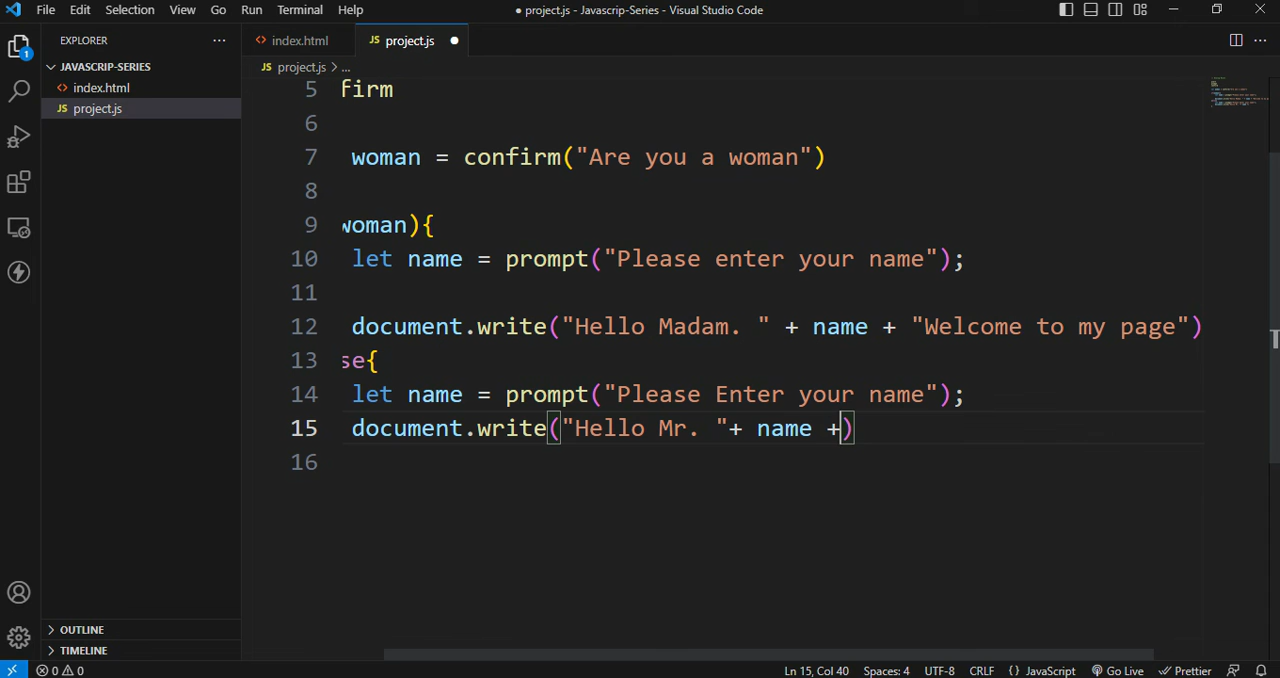 File Edit Selection View Go Run Terminal Help ● project.js - Javascrip-Series - Visual Studio Code
EXPLORER ...
<> index.html JS project.js ●
JAVASCRIP-SERIES
JS project.js > ...
<> index.html
JS project.js
1
5 firm
6
7 woman = confirm("Are you a woman")
8
9 woman){
10 let name = prompt("Please enter your name");
11
12 document.write("Hello Madam. " + name + "Welcome to my page")
13 se{
14 let name = prompt("Please Enter your name");
15 document.write("Hello Mr. "+ name +)
16
OUTLINE
TIMELINE
0 0 Ln 15, Col 40 Spaces: 4 UTF-8 CRLF {} JavaScript Go Live Prettier